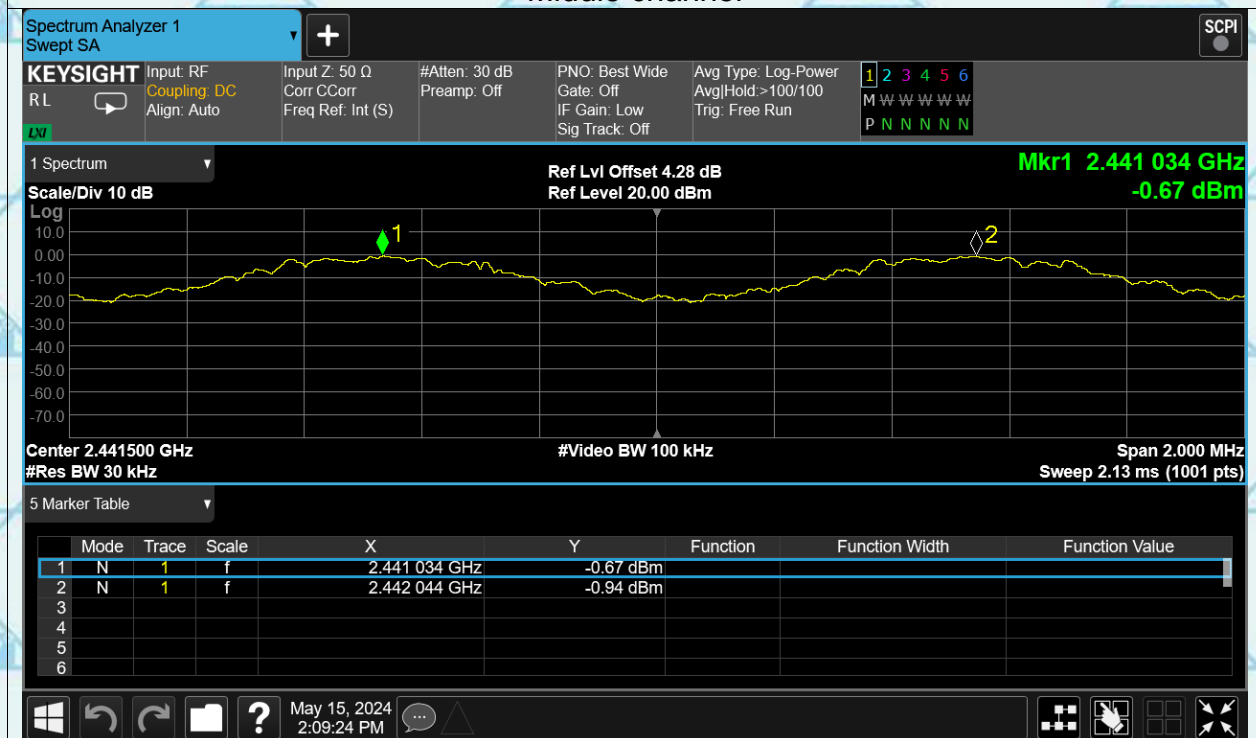 Middle channel
Spectrum Analyzer 1
Swept SA
SCPI
KEYSIGHT
RL
LXI
Input: RF
Coupling: DC
Align: Auto
Input Z: 50 Ω
Corr CCorr
Freq Ref: Int (S)
#Atten: 30 dB
Preamp: Off
PNO: Best Wide
Gate: Off
IF Gain: Low
Sig Track: Off
Avg Type: Log-Power
Avg|Hold:>100/100
Trig: Free Run
1 2 3 4 5 6
M W W W W W W
P N N N N N
1 Spectrum
Scale/Div 10 dB
Log
Ref Lvl Offset 4.28 dB
Ref Level 20.00 dBm
Mkr1 2.441 034 GHz
-0.67 dBm
10.0
0.00
-10.0
-20.0
-30.0
-40.0
-50.0
-60.0
-70.0
1
2
Center 2.441500 GHz
#Res BW 30 kHz
#Video BW 100 kHz
Span 2.000 MHz
Sweep 2.13 ms (1001 pts)
5 Marker Table
Mode Trace Scale X Y Function Function Width Function Value
1 N 1 f 2.441 034 GHz -0.67 dBm
2 N 1 f 2.442 044 GHz -0.94 dBm
3
4
5
6
May 15, 2024
2:09:24 PM